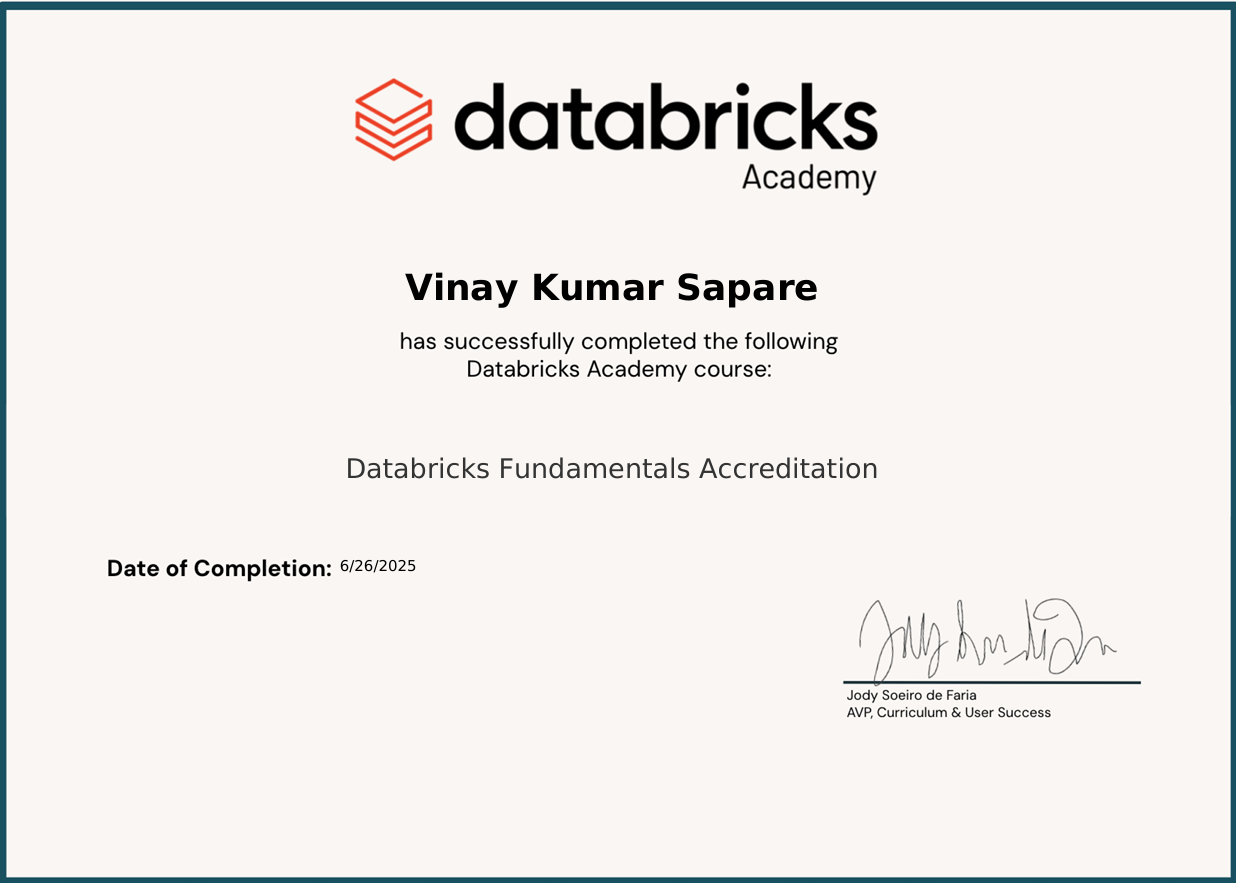 databricks
Academy
Vinay Kumar Sapare
has successfully completed the following
Databricks Academy course:
Databricks Fundamentals Accreditation
Date of Completion: 6/26/2025
Jody Soeiro de Faria
AVP, Curriculum & User Success